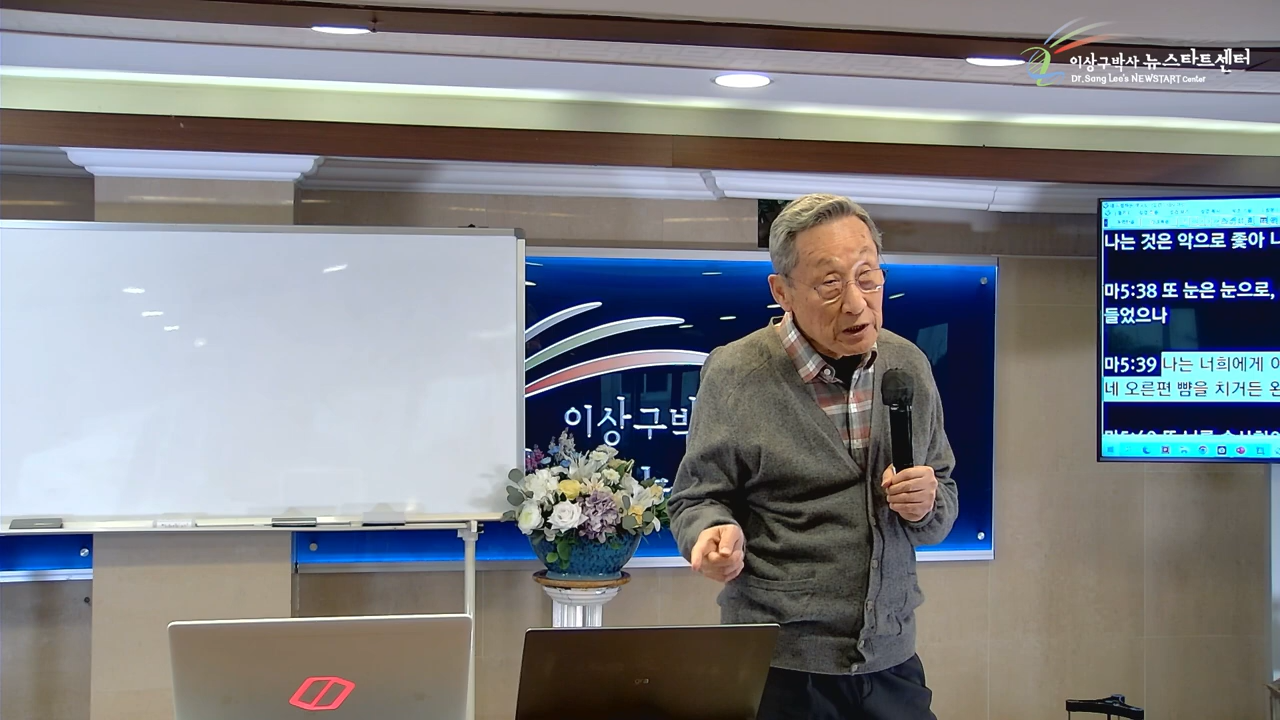 이상구박사 뉴스타트센터
Dr. Sang Lee's NEWSTART Center
나는 것은 악으로 좇아
마5:38 또 눈은 눈으로,
들었으나
마5:39 나는 너희에게
네 오른편 뺨을 치거든
이상구박
gram